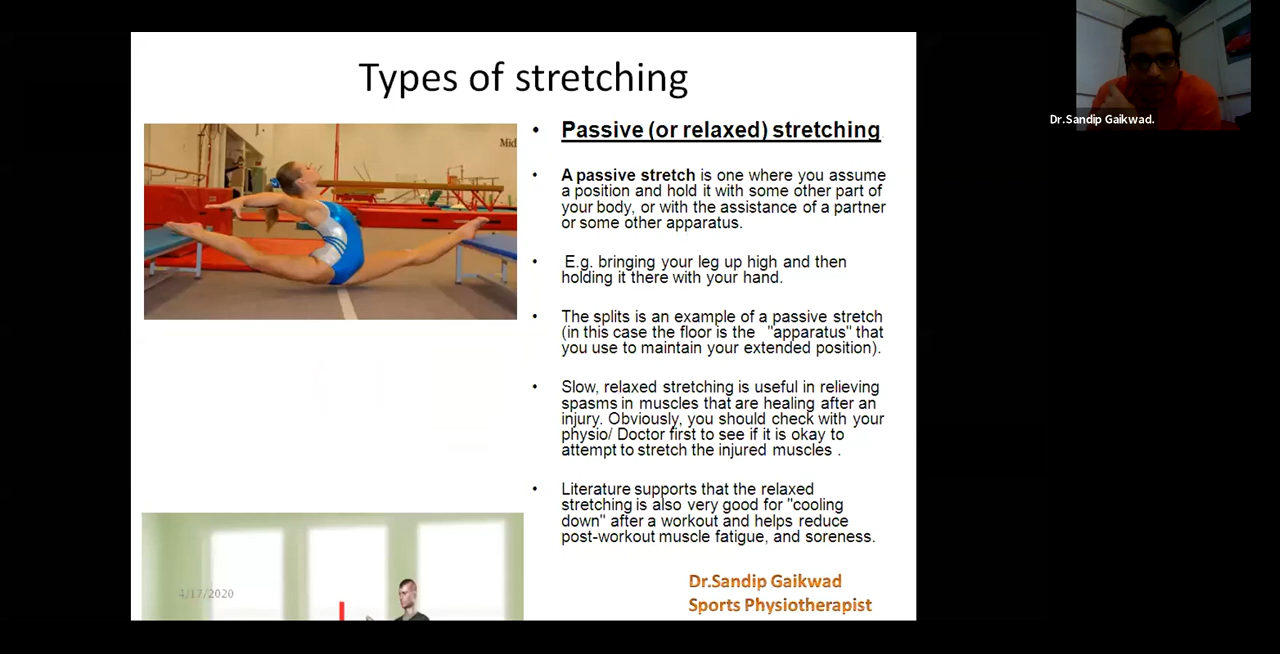 Types of stretching
Mid
• Passive (or relaxed) stretching.
• A passive stretch is one where you assume
a position and hold it with some other part of
your body, or with the assistance of a partner
or some other apparatus.
• E.g. bringing your leg up high and then
holding it there with your hand.
• The splits is an example of a passive stretch
(in this case the floor is the "apparatus" that
you use to maintain your extended position).
• Slow, relaxed stretching is useful in relieving
spasms in muscles that are healing after an
injury. Obviously, you should check with your
physio/ Doctor first to see if it is okay to
attempt to stretch the injured muscles .
• Literature supports that the relaxed
stretching is also very good for "cooling
down" after a workout and helps reduce
post-workout muscle fatigue, and soreness.
4/17/2020
Dr.Sandip Gaikwad
Sports Physiotherapist
Dr.Sandip Gaikwad.